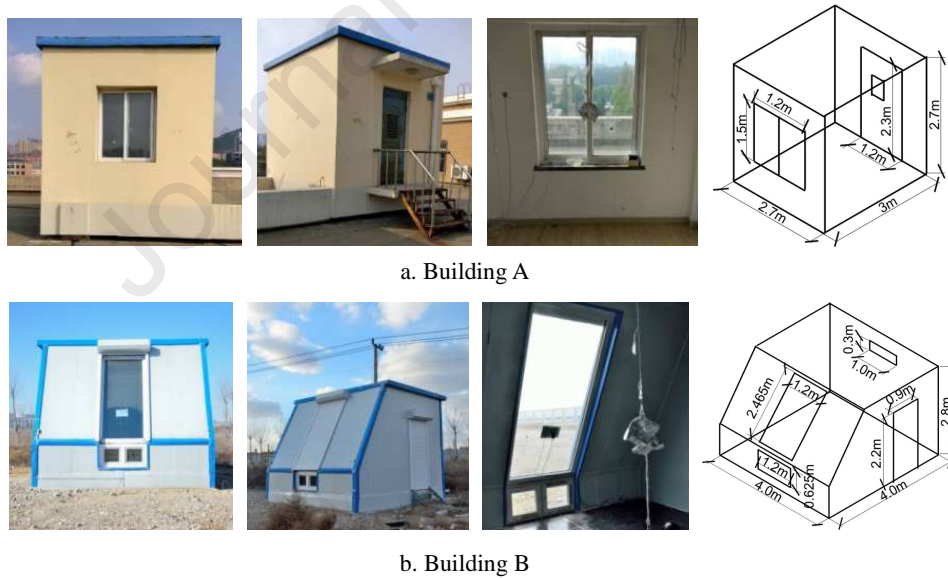 Journal
1.2m
1.5m
2.3m
2.7m
1.2m
2.7m
3m
a. Building A
0.3m
1.0m
2.465m
1.2m
0.9m
2.8m
2.2m
1.2m
0.625m
4.0m
4.0m
b. Building B